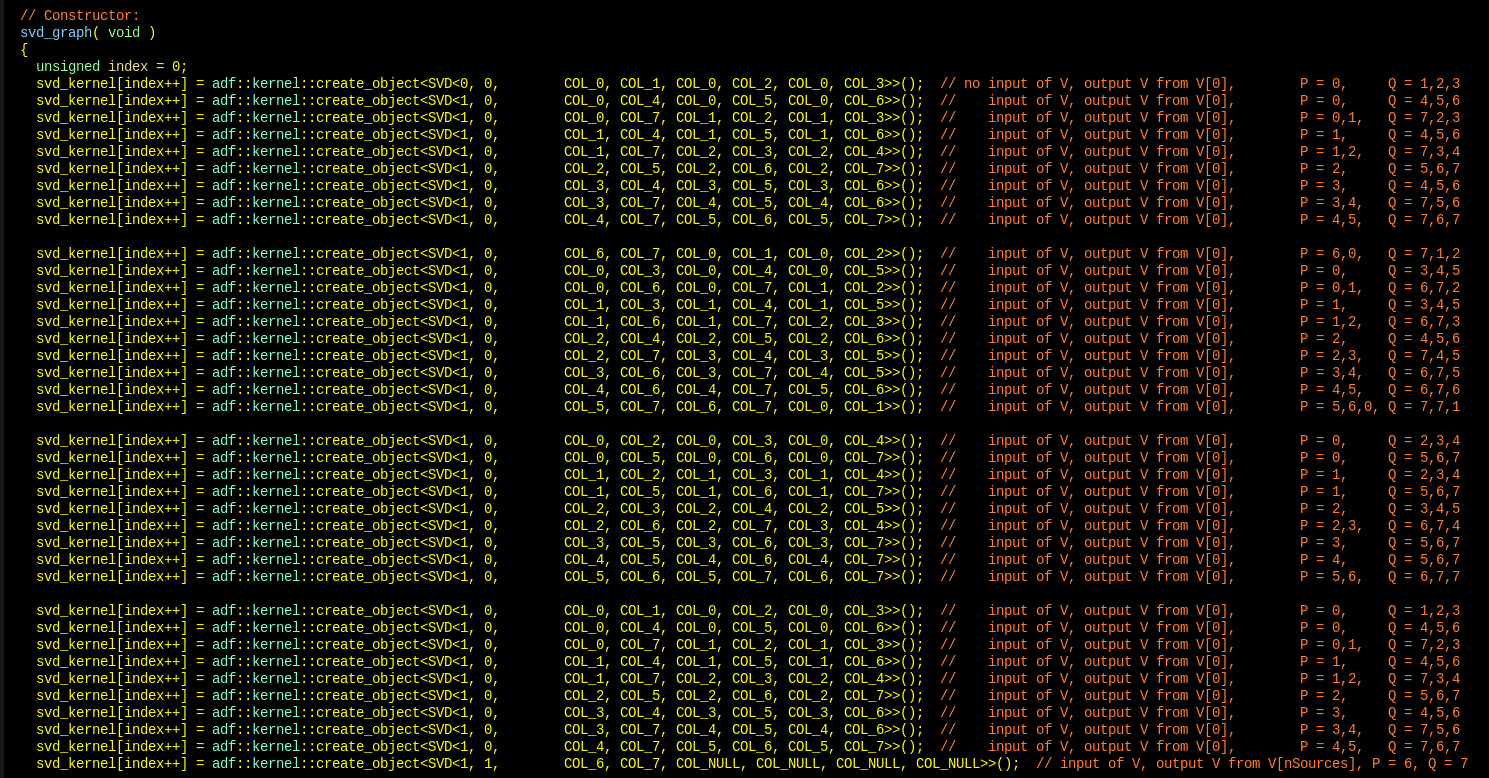 // Constructor:
svd_graph( void )
{
  unsigned index = 0;
  svd_kernel[index++] = adf::kernel::create_object<SVD<0, 0,        COL_0, COL_1, COL_0, COL_2, COL_0, COL_3>>();  // no input of V, output V from V[0],        P = 0,     Q = 1,2,3
  svd_kernel[index++] = adf::kernel::create_object<SVD<1, 0,        COL_0, COL_4, COL_0, COL_5, COL_0, COL_6>>();  //    input of V, output V from V[0],        P = 0,     Q = 4,5,6
  svd_kernel[index++] = adf::kernel::create_object<SVD<1, 0,        COL_0, COL_7, COL_1, COL_2, COL_1, COL_3>>();  //    input of V, output V from V[0],        P = 0,1,   Q = 7,2,3
  svd_kernel[index++] = adf::kernel::create_object<SVD<1, 0,        COL_1, COL_4, COL_1, COL_5, COL_1, COL_6>>();  //    input of V, output V from V[0],        P = 1,     Q = 4,5,6
  svd_kernel[index++] = adf::kernel::create_object<SVD<1, 0,        COL_1, COL_7, COL_2, COL_3, COL_2, COL_4>>();  //    input of V, output V from V[0],        P = 1,2,   Q = 7,3,4
  svd_kernel[index++] = adf::kernel::create_object<SVD<1, 0,        COL_2, COL_5, COL_2, COL_6, COL_2, COL_7>>();  //    input of V, output V from V[0],        P = 2,     Q = 5,6,7
  svd_kernel[index++] = adf::kernel::create_object<SVD<1, 0,        COL_3, COL_4, COL_3, COL_5, COL_3, COL_6>>();  //    input of V, output V from V[0],        P = 3,     Q = 4,5,6
  svd_kernel[index++] = adf::kernel::create_object<SVD<1, 0,        COL_3, COL_7, COL_4, COL_5, COL_4, COL_6>>();  //    input of V, output V from V[0],        P = 3,4,   Q = 7,5,6
  svd_kernel[index++] = adf::kernel::create_object<SVD<1, 0,        COL_4, COL_7, COL_5, COL_6, COL_5, COL_7>>();  //    input of V, output V from V[0],        P = 4,5,   Q = 7,6,7

  svd_kernel[index++] = adf::kernel::create_object<SVD<1, 0,        COL_6, COL_7, COL_0, COL_1, COL_0, COL_2>>();  //    input of V, output V from V[0],        P = 6,0,   Q = 7,1,2
  svd_kernel[index++] = adf::kernel::create_object<SVD<1, 0,        COL_0, COL_3, COL_0, COL_4, COL_0, COL_5>>();  //    input of V, output V from V[0],        P = 0,     Q = 3,4,5
  svd_kernel[index++] = adf::kernel::create_object<SVD<1, 0,        COL_0, COL_6, COL_0, COL_7, COL_1, COL_2>>();  //    input of V, output V from V[0],        P = 0,1,   Q = 6,7,2
  svd_kernel[index++] = adf::kernel::create_object<SVD<1, 0,        COL_1, COL_3, COL_1, COL_4, COL_1, COL_5>>();  //    input of V, output V from V[0],        P = 1,     Q = 3,4,5
  svd_kernel[index++] = adf::kernel::create_object<SVD<1, 0,        COL_1, COL_6, COL_1, COL_7, COL_2, COL_3>>();  //    input of V, output V from V[0],        P = 1,2,   Q = 6,7,3
  svd_kernel[index++] = adf::kernel::create_object<SVD<1, 0,        COL_2, COL_4, COL_2, COL_5, COL_2, COL_6>>();  //    input of V, output V from V[0],        P = 2,     Q = 4,5,6
  svd_kernel[index++] = adf::kernel::create_object<SVD<1, 0,        COL_2, COL_7, COL_3, COL_4, COL_3, COL_5>>();  //    input of V, output V from V[0],        P = 2,3,   Q = 7,4,5
  svd_kernel[index++] = adf::kernel::create_object<SVD<1, 0,        COL_3, COL_6, COL_3, COL_7, COL_4, COL_5>>();  //    input of V, output V from V[0],        P = 3,4,   Q = 6,7,5
  svd_kernel[index++] = adf::kernel::create_object<SVD<1, 0,        COL_4, COL_6, COL_4, COL_7, COL_5, COL_6>>();  //    input of V, output V from V[0],        P = 4,5,   Q = 6,7,6
  svd_kernel[index++] = adf::kernel::create_object<SVD<1, 0,        COL_5, COL_7, COL_6, COL_7, COL_0, COL_1>>();  //    input of V, output V from V[0],        P = 5,6,0, Q = 7,7,1

  svd_kernel[index++] = adf::kernel::create_object<SVD<1, 0,        COL_0, COL_2, COL_0, COL_3, COL_0, COL_4>>();  //    input of V, output V from V[0],        P = 0,     Q = 2,3,4
  svd_kernel[index++] = adf::kernel::create_object<SVD<1, 0,        COL_0, COL_5, COL_0, COL_6, COL_0, COL_7>>();  //    input of V, output V from V[0],        P = 0,     Q = 5,6,7
  svd_kernel[index++] = adf::kernel::create_object<SVD<1, 0,        COL_1, COL_2, COL_1, COL_3, COL_1, COL_4>>();  //    input of V, output V from V[0],        P = 1,     Q = 2,3,4
  svd_kernel[index++] = adf::kernel::create_object<SVD<1, 0,        COL_1, COL_5, COL_1, COL_6, COL_1, COL_7>>();  //    input of V, output V from V[0],        P = 1,     Q = 5,6,7
  svd_kernel[index++] = adf::kernel::create_object<SVD<1, 0,        COL_2, COL_3, COL_2, COL_4, COL_2, COL_5>>();  //    input of V, output V from V[0],        P = 2,     Q = 3,4,5
  svd_kernel[index++] = adf::kernel::create_object<SVD<1, 0,        COL_2, COL_6, COL_2, COL_7, COL_3, COL_4>>();  //    input of V, output V from V[0],        P = 2,3,   Q = 6,7,4
  svd_kernel[index++] = adf::kernel::create_object<SVD<1, 0,        COL_3, COL_5, COL_3, COL_6, COL_3, COL_7>>();  //    input of V, output V from V[0],        P = 3,     Q = 5,6,7
  svd_kernel[index++] = adf::kernel::create_object<SVD<1, 0,        COL_4, COL_5, COL_4, COL_6, COL_4, COL_7>>();  //    input of V, output V from V[0],        P = 4,     Q = 5,6,7
  svd_kernel[index++] = adf::kernel::create_object<SVD<1, 0,        COL_5, COL_6, COL_5, COL_7, COL_6, COL_7>>();  //    input of V, output V from V[0],        P = 5,6,   Q = 6,7,7

  svd_kernel[index++] = adf::kernel::create_object<SVD<1, 0,        COL_0, COL_1, COL_0, COL_2, COL_0, COL_3>>();  //    input of V, output V from V[0],        P = 0,     Q = 1,2,3
  svd_kernel[index++] = adf::kernel::create_object<SVD<1, 0,        COL_0, COL_4, COL_0, COL_5, COL_0, COL_6>>();  //    input of V, output V from V[0],        P = 0,     Q = 4,5,6
  svd_kernel[index++] = adf::kernel::create_object<SVD<1, 0,        COL_0, COL_7, COL_1, COL_2, COL_1, COL_3>>();  //    input of V, output V from V[0],        P = 0,1,   Q = 7,2,3
  svd_kernel[index++] = adf::kernel::create_object<SVD<1, 0,        COL_1, COL_4, COL_1, COL_5, COL_1, COL_6>>();  //    input of V, output V from V[0],        P = 1,     Q = 4,5,6
  svd_kernel[index++] = adf::kernel::create_object<SVD<1, 0,        COL_1, COL_7, COL_2, COL_3, COL_2, COL_4>>();  //    input of V, output V from V[0],        P = 1,2,   Q = 7,3,4
  svd_kernel[index++] = adf::kernel::create_object<SVD<1, 0,        COL_2, COL_5, COL_2, COL_6, COL_2, COL_7>>();  //    input of V, output V from V[0],        P = 2,     Q = 5,6,7
  svd_kernel[index++] = adf::kernel::create_object<SVD<1, 0,        COL_3, COL_4, COL_3, COL_5, COL_3, COL_6>>();  //    input of V, output V from V[0],        P = 3,     Q = 4,5,6
  svd_kernel[index++] = adf::kernel::create_object<SVD<1, 0,        COL_3, COL_7, COL_4, COL_5, COL_4, COL_6>>();  //    input of V, output V from V[0],        P = 3,4,   Q = 7,5,6
  svd_kernel[index++] = adf::kernel::create_object<SVD<1, 0,        COL_4, COL_7, COL_5, COL_6, COL_5, COL_7>>();  //    input of V, output V from V[0],        P = 4,5,   Q = 7,6,7
  svd_kernel[index++] = adf::kernel::create_object<SVD<1, 1,        COL_6, COL_7, COL_NULL, COL_NULL, COL_NULL, COL_NULL>>();  // input of V, output V from V[nSources], P = 6, Q = 7